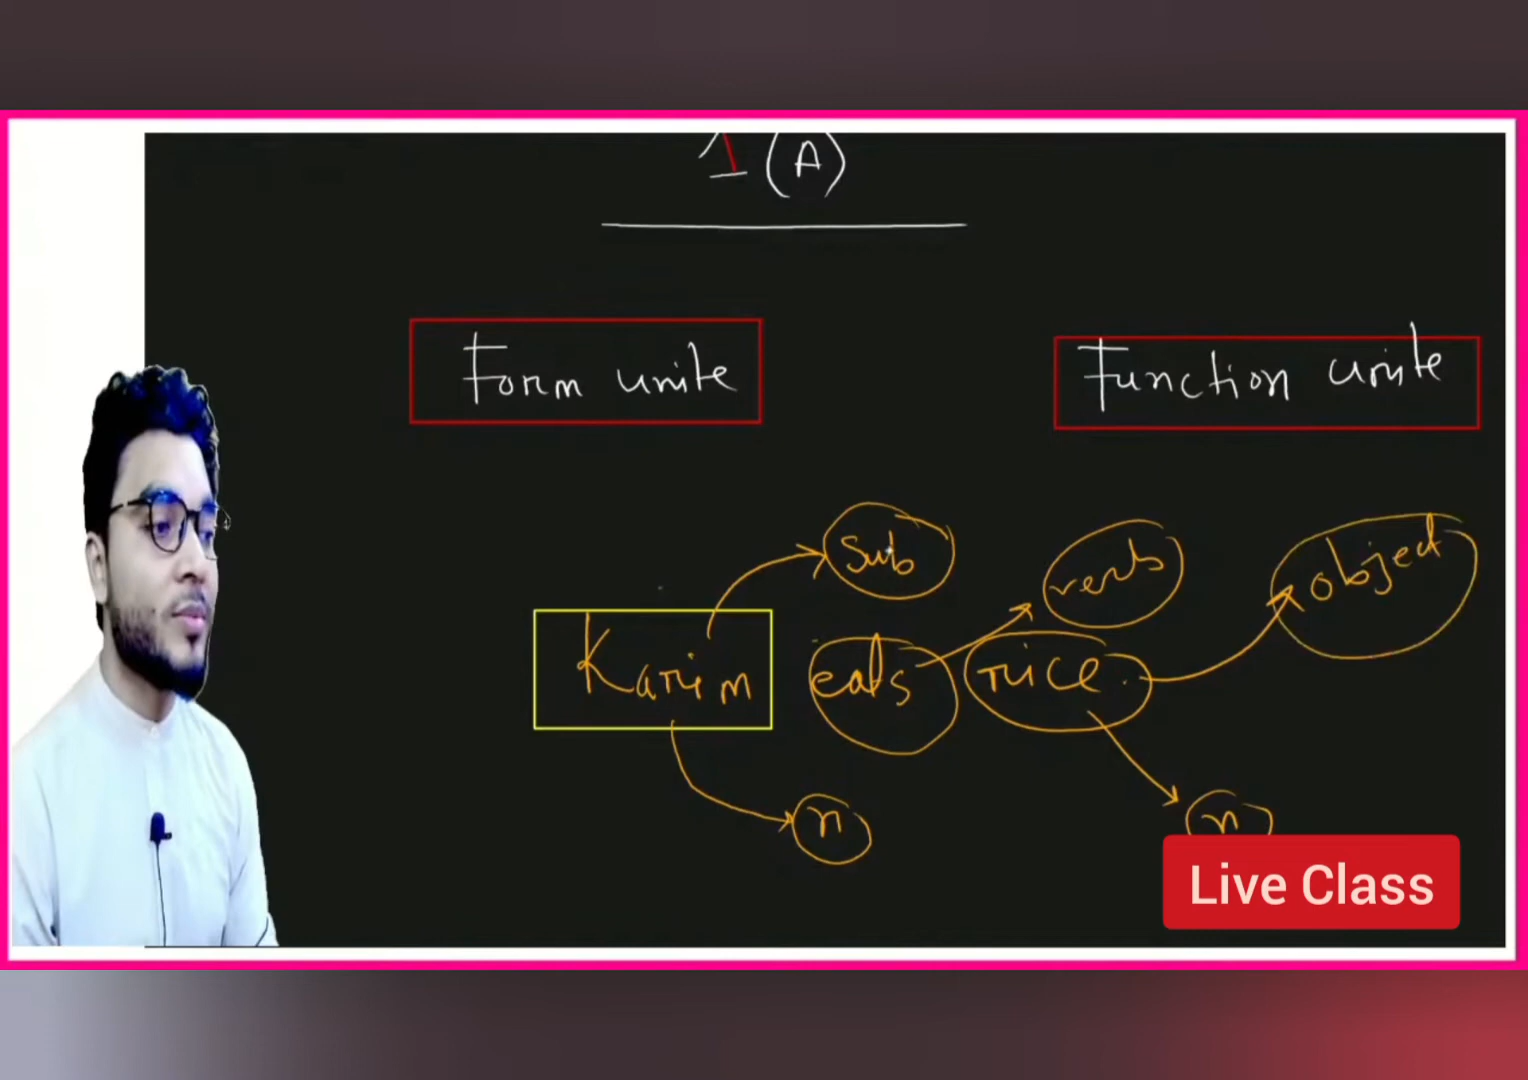 1 (A)
Form unite
Function unite
Sub
verb
object
Karim eats rice.
n
n
Live Class